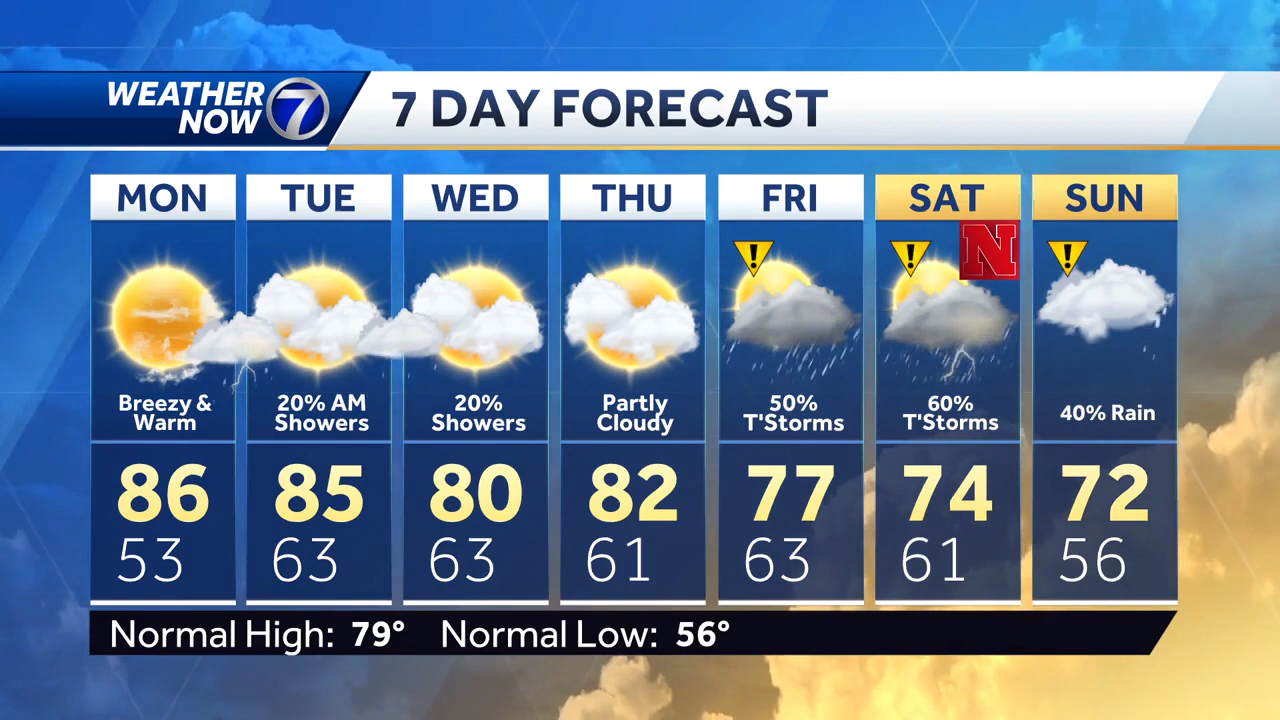 WEATHER
NOW 7
7 DAY FORECAST
MON
TUE
WED
THU
FRI
SAT
SUN
!
!
N
!
Breezy &
Warm
20% AM
Showers
20%
Showers
Partly
Cloudy
50%
T'Storms
60%
T'Storms
40% Rain
86
85
80
82
77
74
72
53
63
63
61
63
61
56
Normal High: 79° Normal Low: 56°